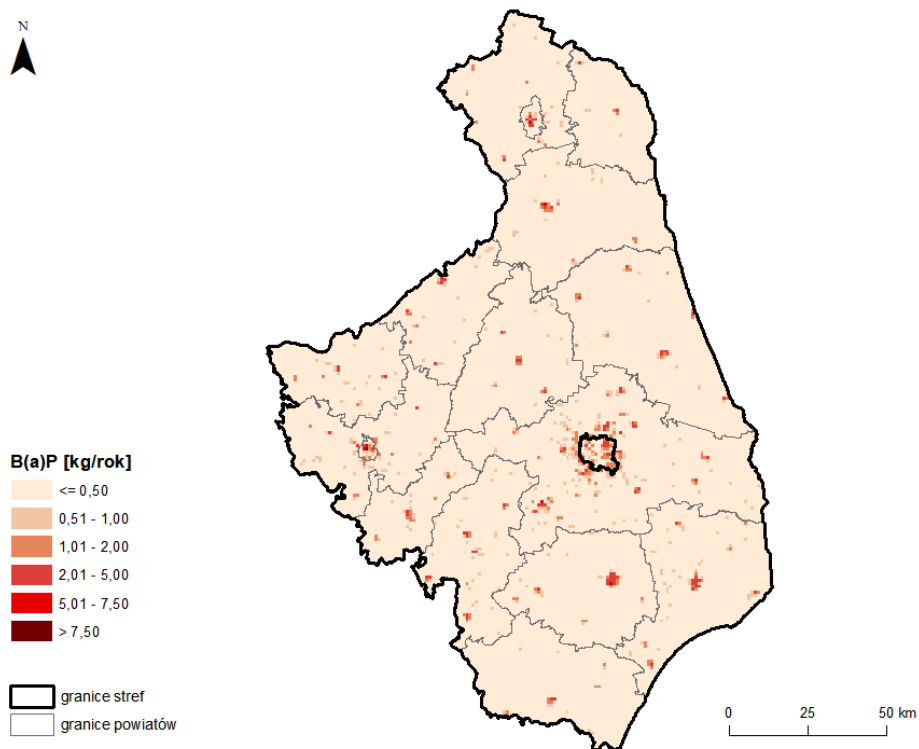 N
B(a)P [kg/rok]
<= 0,50
0,51 - 1,00
1,01 - 2,00
2,01 - 5,00
5,01 - 7,50
> 7,50
granice stref
granice powiatów
0 25 50 km